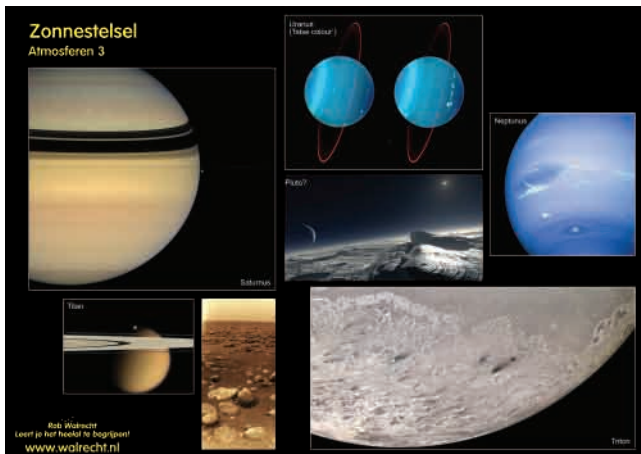 Zonnestelsel
Atmosferen 3
Uranus
('false colour')
Neptunus
Pluto?
Saturnus
Titan
Triton
Rob Walrecht
Leert je het heelal te begrijpen!
www.walrecht.nl